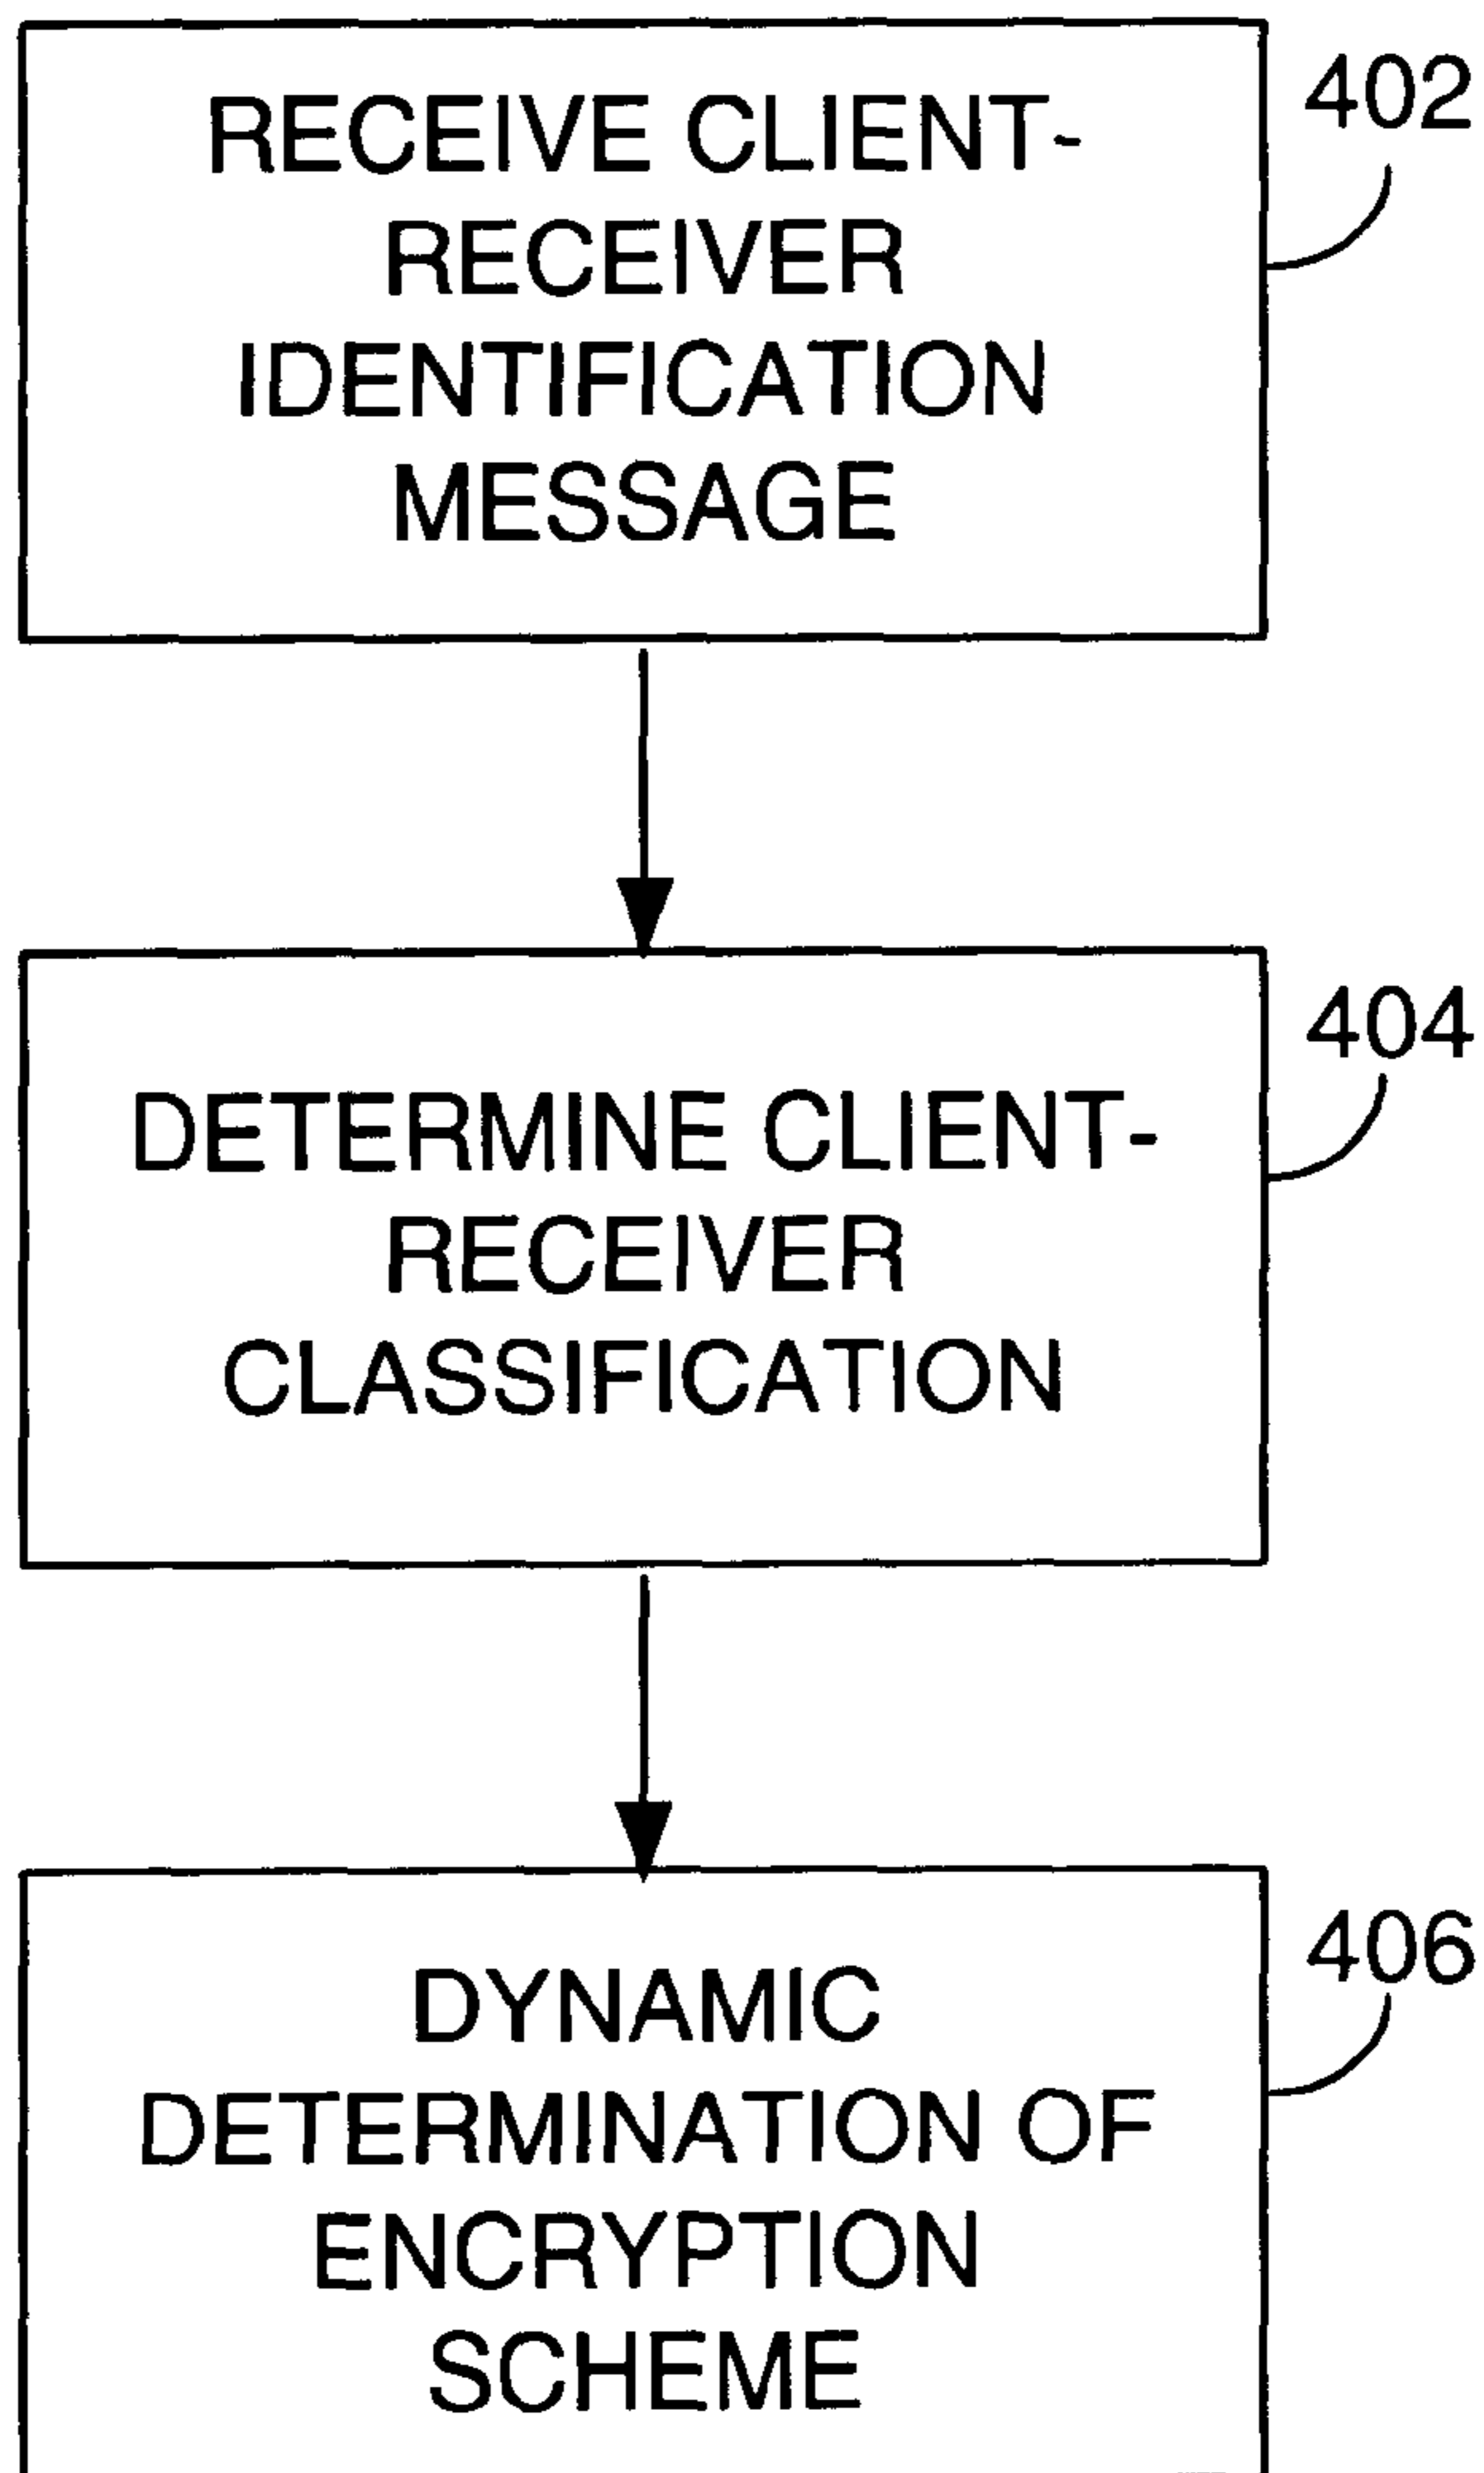 RECEIVE CLIENT-
RECEIVER
IDENTIFICATION
MESSAGE
402
DETERMINE CLIENT-
RECEIVER
CLASSIFICATION
404
DYNAMIC
DETERMINATION OF
ENCRYPTION
SCHEME
406